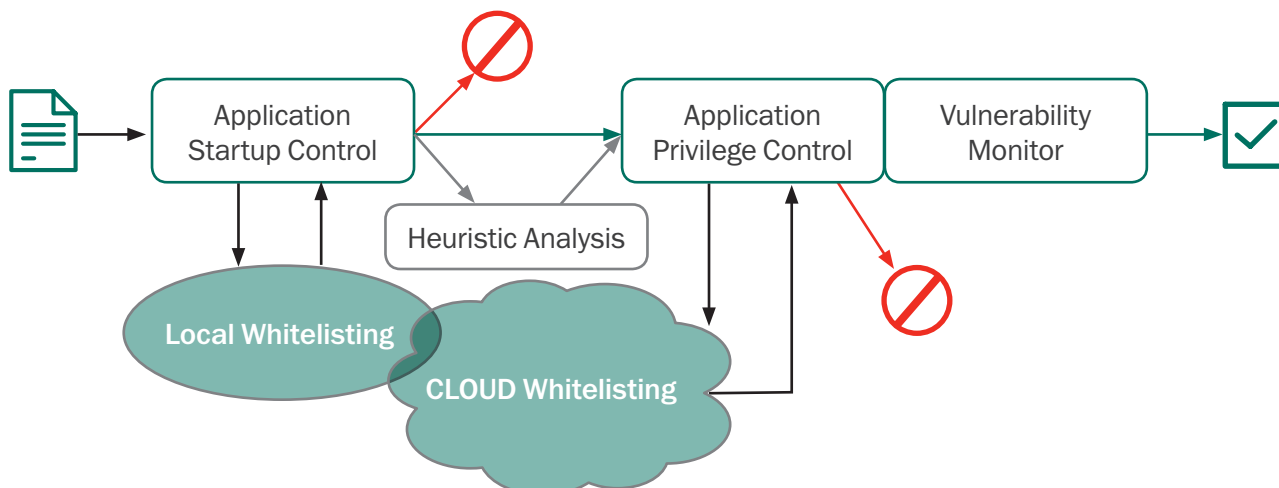 Application
Startup Control
Application
Privilege Control
Vulnerability
Monitor
Heuristic Analysis
Local Whitelisting
CLOUD Whitelisting